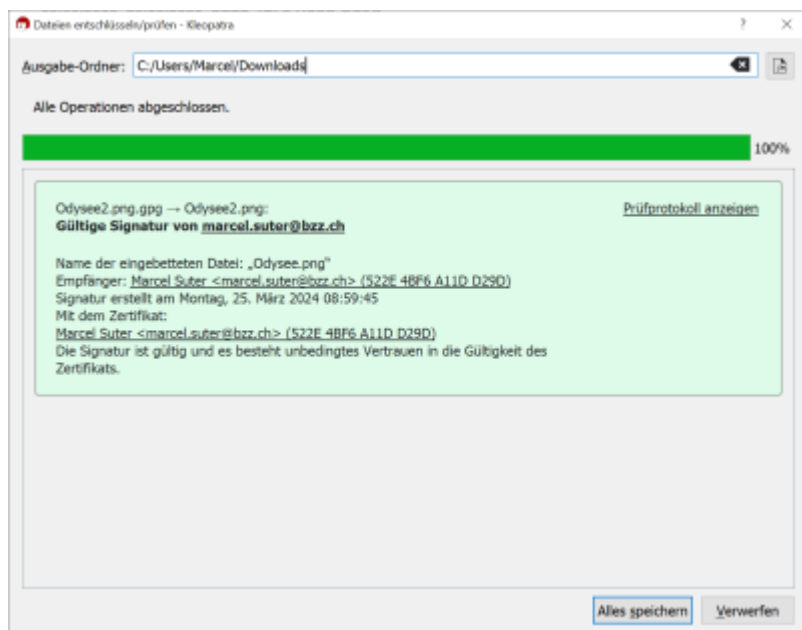 Dateien entschlüsseln/prüfen - Kleopatra
Ausgabe-Ordner: C:/Users/Marcel/Downloads
Alle Operationen abgeschlossen.
100%
Odysee2.png.gpg → Odysee2.png: Prüfprotokoll anzeigen
Gültige Signatur von marcel.suter@bzz.ch
Name der eingebetteten Datei: „Odysee.png"
Empfänger: Marcel Suter <marcel.suter@bzz.ch> (522E 4BF6 A11D D29D)
Signatur erstellt am Montag, 25. März 2024 08:59:45
Mit dem Zertifikat:
Marcel Suter <marcel.suter@bzz.ch> (522E 4BF6 A11D D29D)
Die Signatur ist gültig und es besteht unbedingtes Vertrauen in die Gültigkeit des
Zertifikats.
Alles speichern Verwerfen